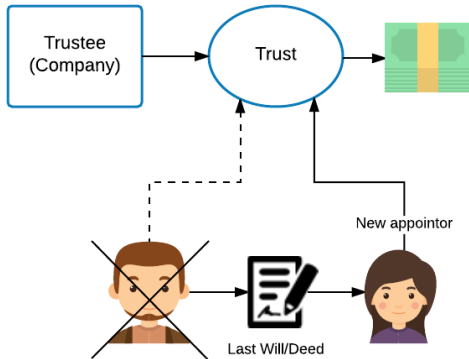 Trustee
(Company)
Trust
New appointor
Last Will/Deed